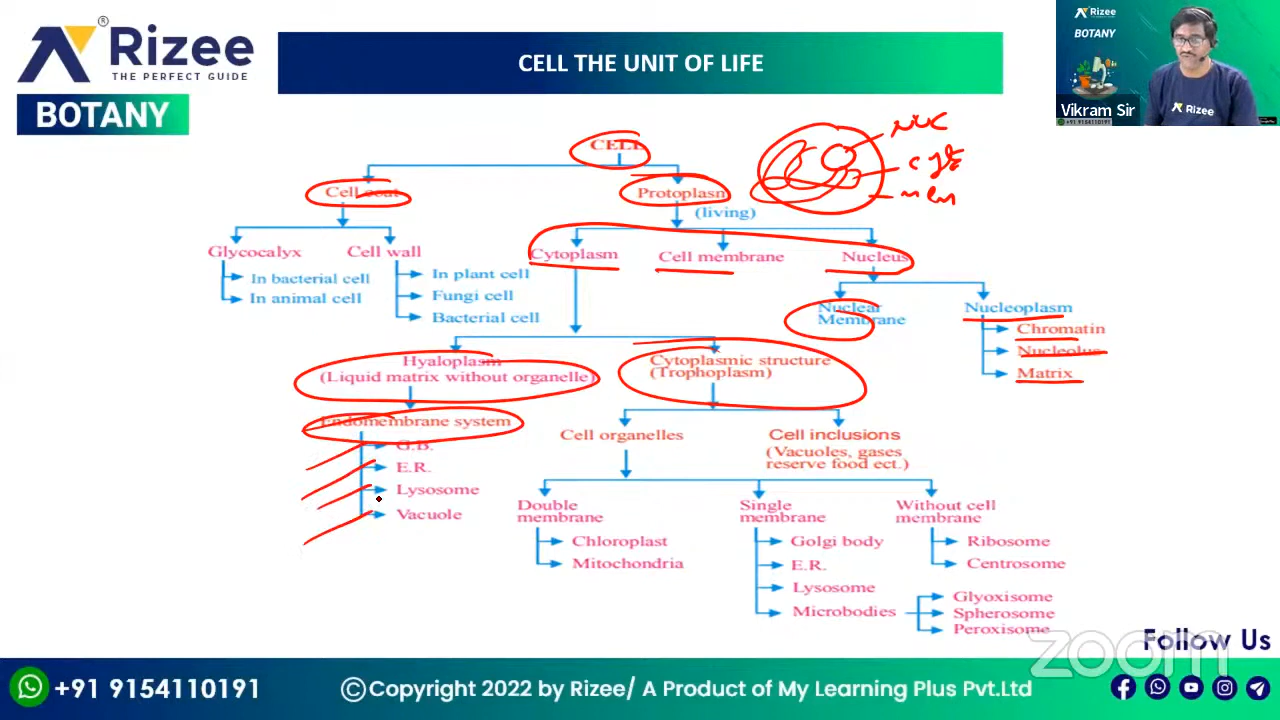 Rizee®
THE PERFECT GUIDE
BOTANY
CELL THE UNIT OF LIFE
Rizee
BOTANY
Rizee
Vikram Sir
+91 9154110191
CELL
Cell coat
Protoplasm
(living)
Glycocalyx
In bacterial cell
In animal cell
Cell wall
In plant cell
Fungi cell
Bacterial cell
Cytoplasm
Cell membrane
Nucleus
Nuclear
Membrane
Nucleoplasm
Chromatin
Nucleolus
Matrix
Hyaloplasm
(Liquid matrix without organelle)
Endomembrane system
G.B.
E.R.
Lysosome
Vacuole
Cytoplasmic structure
(Trophoplasm)
Cell organelles
Cell inclusions
(Vacuoles, gases
reserve food ect.)
Double
membrane
Chloroplast
Mitochondria
Single
membrane
Golgi body
E.R.
Lysosome
Microbodies
Glyoxisome
Spherosome
Peroxisome
Without cell
membrane
Ribosome
Centrosome
zoom
Follow Us
+91 9154110191
©Copyright 2022 by Rizee/ A Product of My Learning Plus Pvt.Ltd